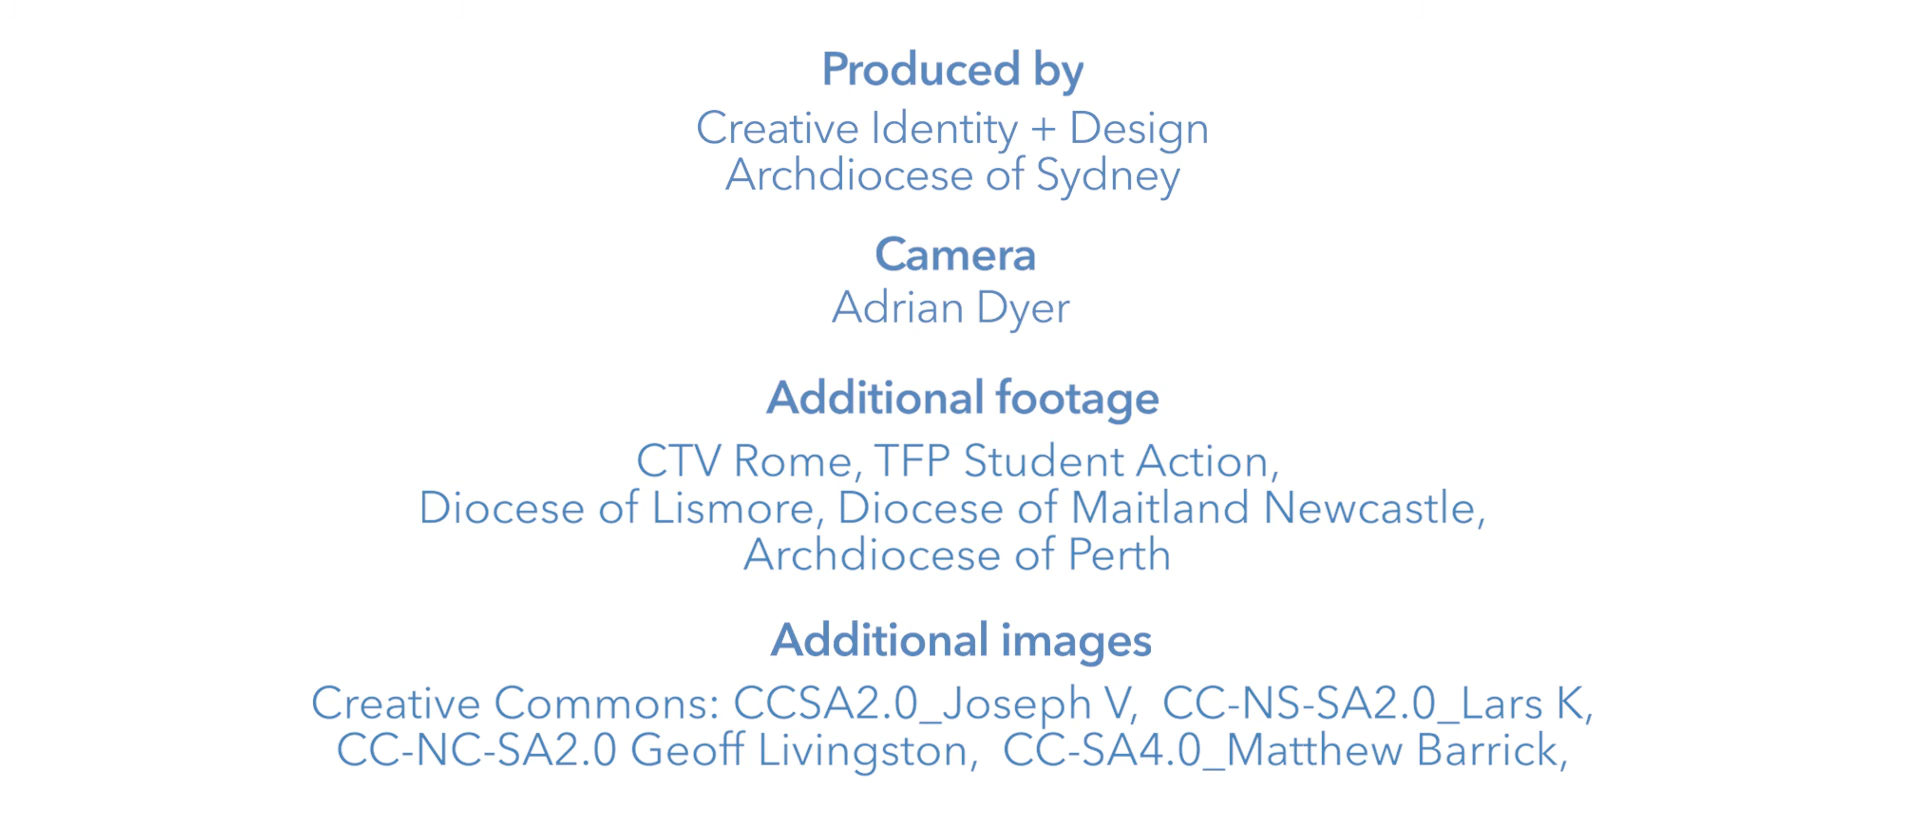 Produced by
Creative Identity + Design
Archdiocese of Sydney
Camera
Adrian Dyer
Additional footage
CTV Rome, TFP Student Action,
Diocese of Lismore, Diocese of Maitland Newcastle,
Archdiocese of Perth
Additional images
Creative Commons: CCSA2.0_Joseph V,  CC-NS-SA2.0_Lars K,
CC-NC-SA2.0 Geoff Livingston,  CC-SA4.0_Matthew Barrick,